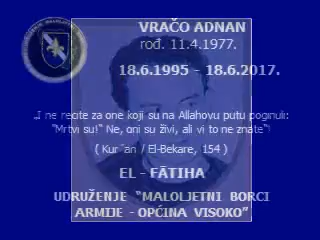 VRAČO ADNAN
rođ. 11.4.1977.
18.6.1995 - 18.6.2017.
„I ne recite za one koji su na Allahovu putu poginuli:
"Mrtvi su!" Ne, oni su živi, ali vi to ne znate"!
( Kur´an / El-Bekare, 154 )
EL - FĀTIHA
UDRUŽENJE “MALOLJETNI BORCI
ARMIJE - OPĆINA VISOKO”